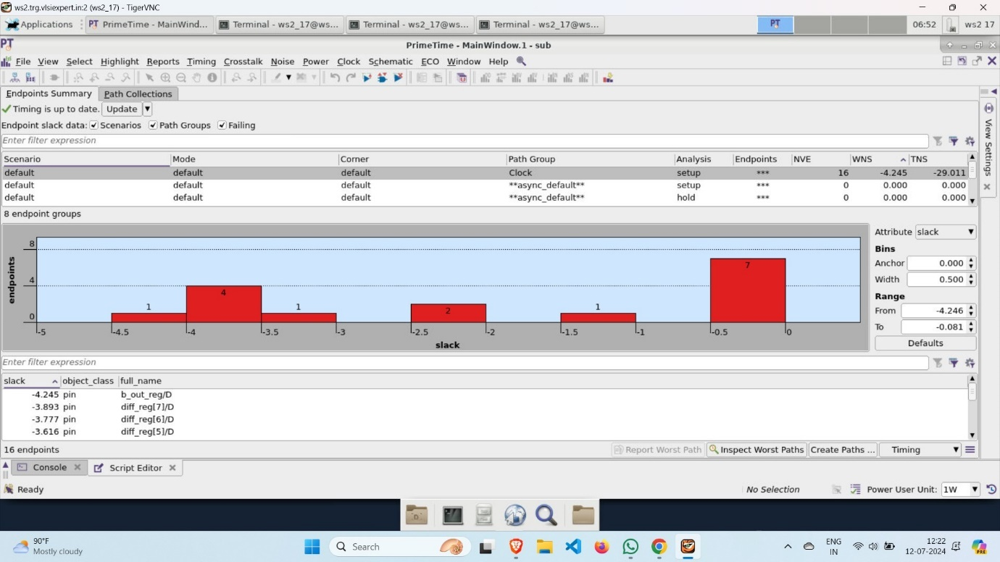 ws2.trg.vlsiexpert.in:2 (ws2_17) - TigerVNC
Applications PT PrimeTime - MainWind... Terminal - ws2_17@ws... Terminal - ws2_17@ws... Terminal - ws2_17@ws... PT 06:52 ws2 17
PT PrimeTime - MainWindow.1 - sub
File View Select Highlight Reports Timing Crosstalk Noise Power Clock Schematic ECO Window Help
Endpoints Summary Path Collections
Timing is up to date. Update
Endpoint slack data: Scenarios Path Groups Failing
Enter filter expression
Scenario Mode Corner Path Group Analysis Endpoints NVE WNS TNS
default default default Clock setup *** 16 -4.245 -29.011
default default default **async_default** setup *** 0 0.000 0.000
default default default **async_default** hold *** 0 0.000 0.000
8 endpoint groups
View Settings
endpoints
8
4
0
1 4 1 2 1 7
-5 -4.5 -4 -3.5 -3 -2.5 -2 -1.5 -1 -0.5 0
slack
Attribute slack
Bins
Anchor 0.000
Width 0.500
Range
From -4.246
To -0.081
Defaults
Enter filter expression
slack object_class full_name
-4.245 pin b_out_reg/D
-3.893 pin diff_reg[7]/D
-3.777 pin diff_reg[6]/D
-3.616 pin diff_reg[5]/D
16 endpoints Report Worst Path Inspect Worst Paths Create Paths ... Timing
Console Script Editor
Ready No Selection Power User Unit: 1W
90°F
Mostly cloudy
Search
ENG
IN
12:22
12-07-2024
PRE